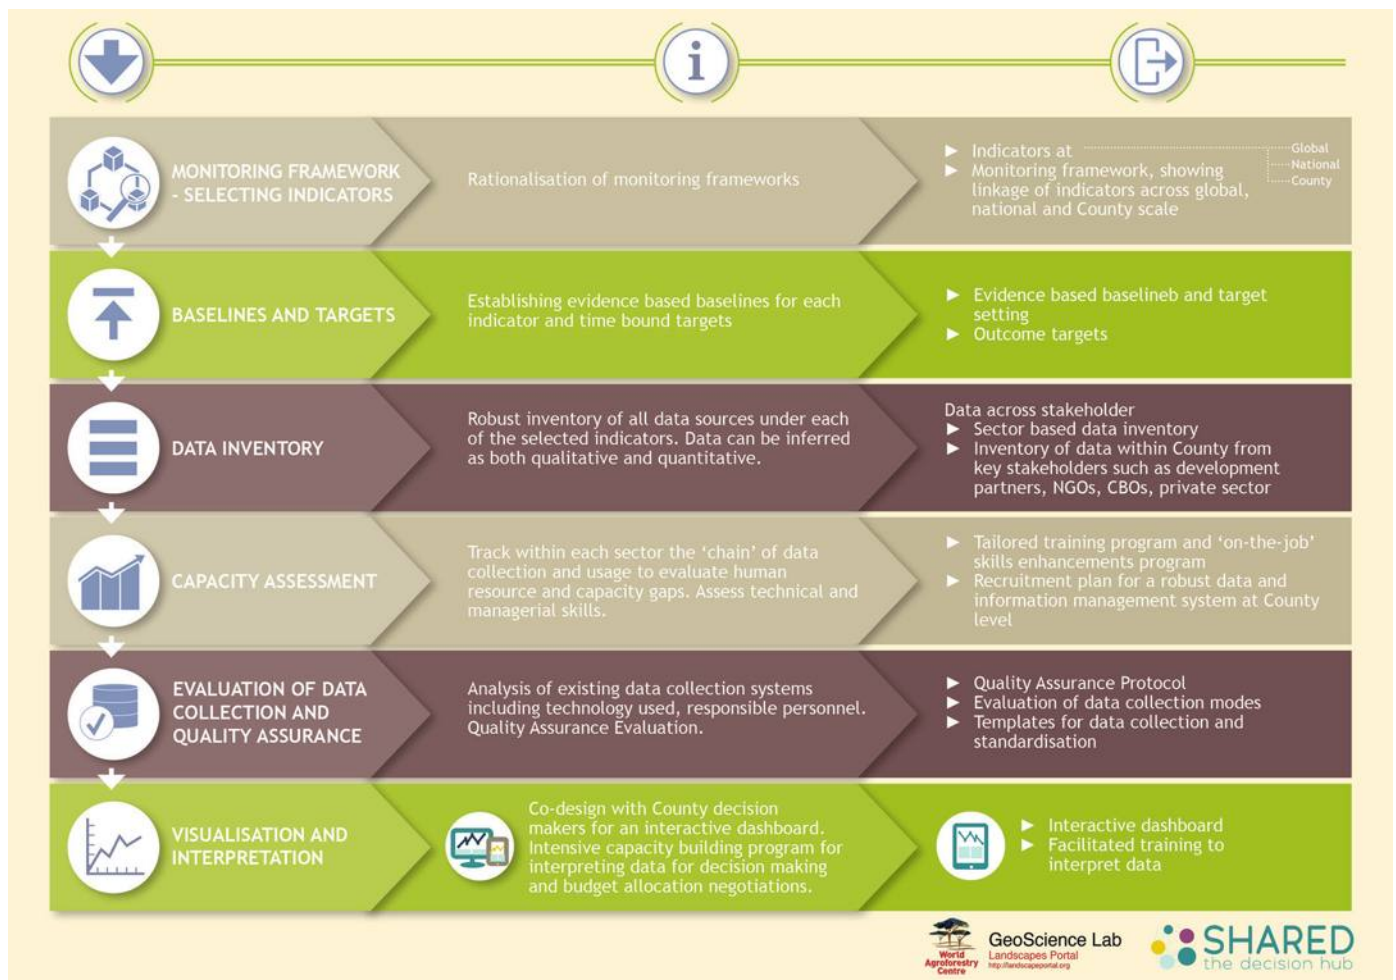 i
MONITORING FRAMEWORK
- SELECTING INDICATORS
Rationalisation of monitoring frameworks
► Indicators at
Global
National
County
► Monitoring framework, showing
linkage of indicators across global,
national and County scale
BASELINES AND TARGETS
Establishing evidence based baselines for each
indicator and time bound targets
► Evidence based baselineb and target
setting
► Outcome targets
DATA INVENTORY
Robust inventory of all data sources under each
of the selected indicators. Data can be inferred
as both qualitative and quantitative.
Data across stakeholder
► Sector based data inventory
► Inventory of data within County from
key stakeholders such as development
partners, NGOs, CBOs, private sector
CAPACITY ASSESSMENT
Track within each sector the ‘chain’ of data
collection and usage to evaluate human
resource and capacity gaps. Assess technical and
managerial skills.
► Tailored training program and ‘on-the-job’
skills enhancements program
► Recruitment plan for a robust data and
information management system at County
level
EVALUATION OF DATA
COLLECTION AND
QUALITY ASSURANCE
Analysis of existing data collection systems
including technology used, responsible personnel.
Quality Assurance Evaluation.
► Quality Assurance Protocol
► Evaluation of data collection modes
► Templates for data collection and
standardisation
VISUALISATION AND
INTERPRETATION
Co-design with County decision
makers for an interactive dashboard.
Intensive capacity building program for
interpreting data for decision making
and budget allocation negotiations.
► Interactive dashboard
► Facilitated training to
interpret data
World
Agroforestry
Centre
GeoScience Lab
Landscapes Portal
http://landscapeportal.org
SHARED
the decision hub